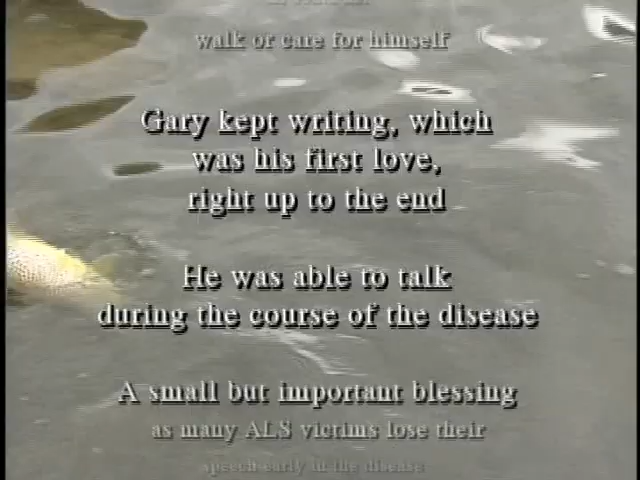 walk or care for himself
Gary kept writing, which
was his first love,
right up to the end
He was able to talk
during the course of the disease
A small but important blessing
as many ALS victims lose their
speech early in the disease